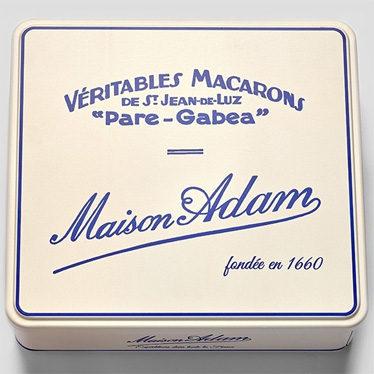 VÉRITABLES MACARONS
DE ST JEAN-DE-LUZ
"PARE-GABEA"
Maison Adam
fondée en 1660
Maison Adam